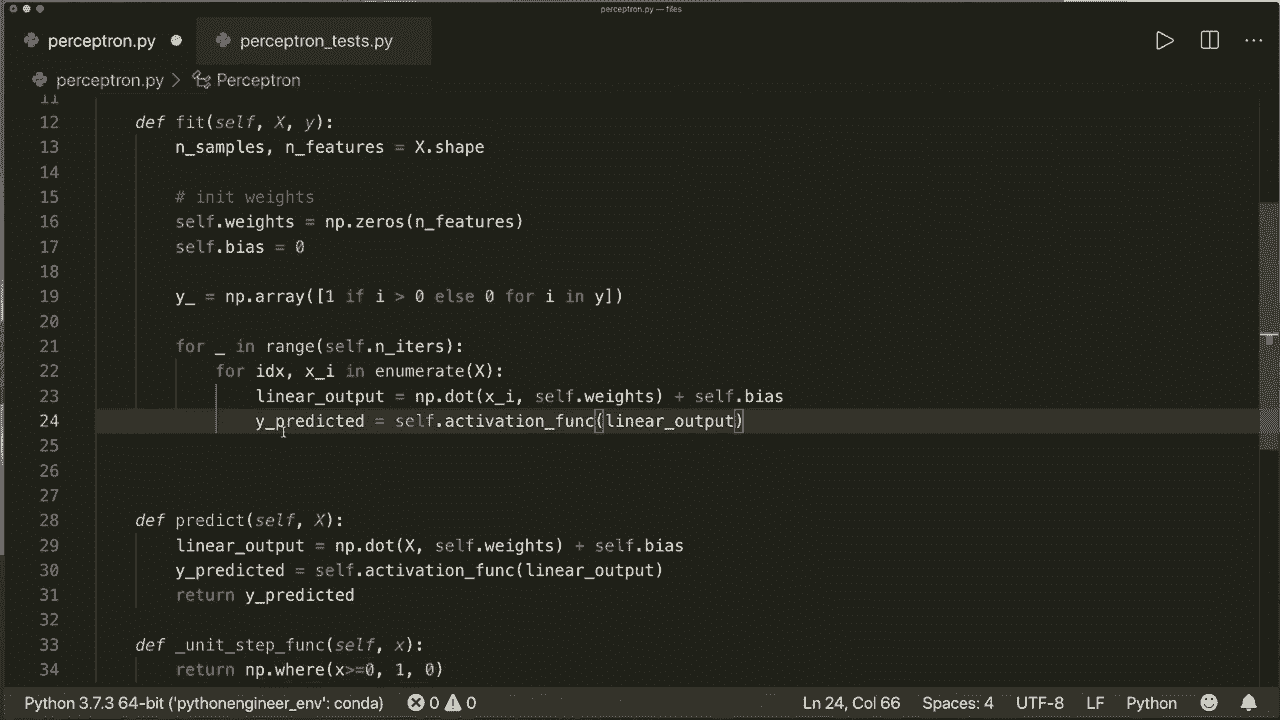 perceptron.py — files
perceptron.py perceptron_tests.py
perceptron.py > Perceptron
11
12 def fit(self, X, y):
13 n_samples, n_features = X.shape
14
15 # init weights
16 self.weights = np.zeros(n_features)
17 self.bias = 0
18
19 y_ = np.array([1 if i > 0 else 0 for i in y])
20
21 for _ in range(self.n_iters):
22 for idx, x_i in enumerate(X):
23 linear_output = np.dot(x_i, self.weights) + self.bias
24 y_predicted = self.activation_func(linear_output)
25
26
27
28 def predict(self, X):
29 linear_output = np.dot(X, self.weights) + self.bias
30 y_predicted = self.activation_func(linear_output)
31 return y_predicted
32
33 def _unit_step_func(self, x):
34 return np.where(x>=0, 1, 0)
Python 3.7.3 64-bit ('pythonengineer_env': conda) 0 0 Ln 24, Col 66 Spaces: 4 UTF-8 LF Python